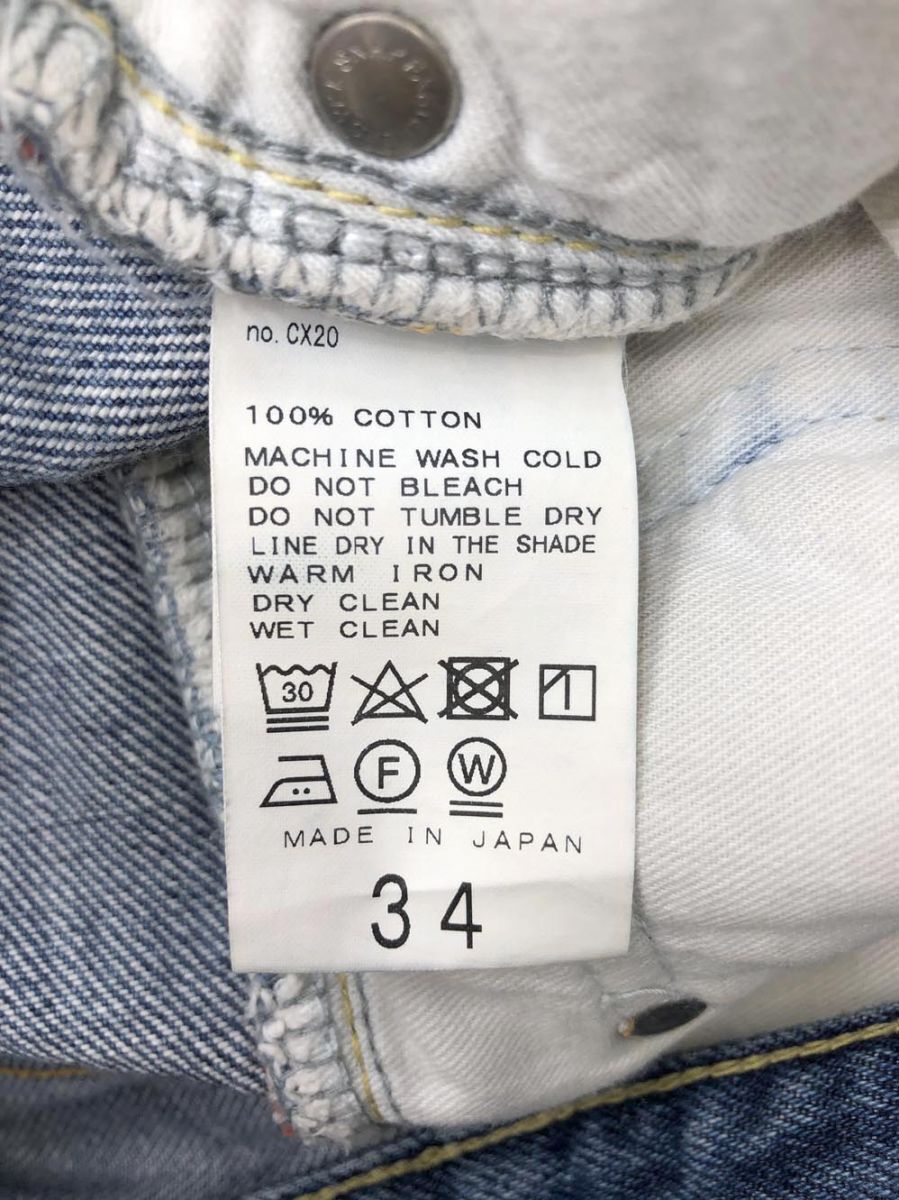 no. CX20
100% COTTON
MACHINE WASH COLD
DO NOT BLEACH
DO NOT TUMBLE DRY
LINE DRY IN THE SHADE
WARM IRON
DRY CLEAN
WET CLEAN
30
F W
MADE IN JAPAN
34